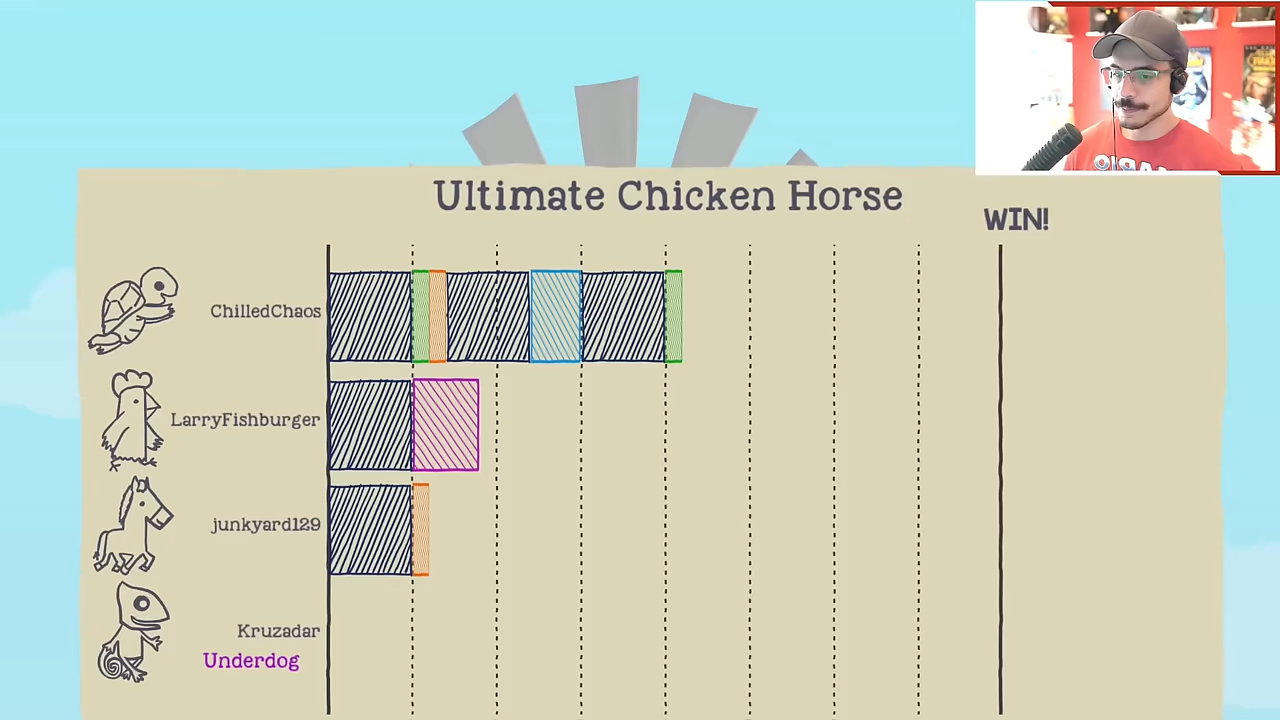 Ultimate Chicken Horse
WIN!
ChilledChaos
LarryFishburger
junkyard129
Kruzadar
Underdog